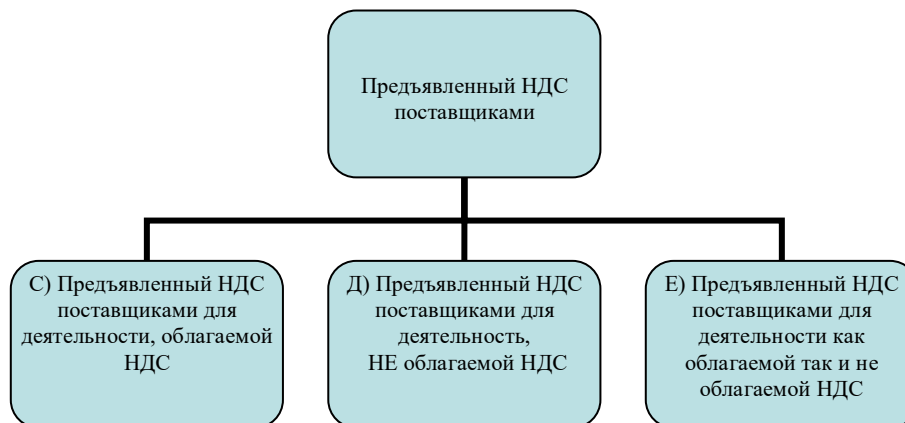 Предъявленный НДС
поставщиками
С) Предъявленный НДС
поставщиками для
деятельности, облагаемой
НДС
Д) Предъявленный НДС
поставщиками для
деятельность,
НЕ облагаемой НДС
Е) Предъявленный НДС
поставщиками для
деятельности как
облагаемой так и не
облагаемой НДС